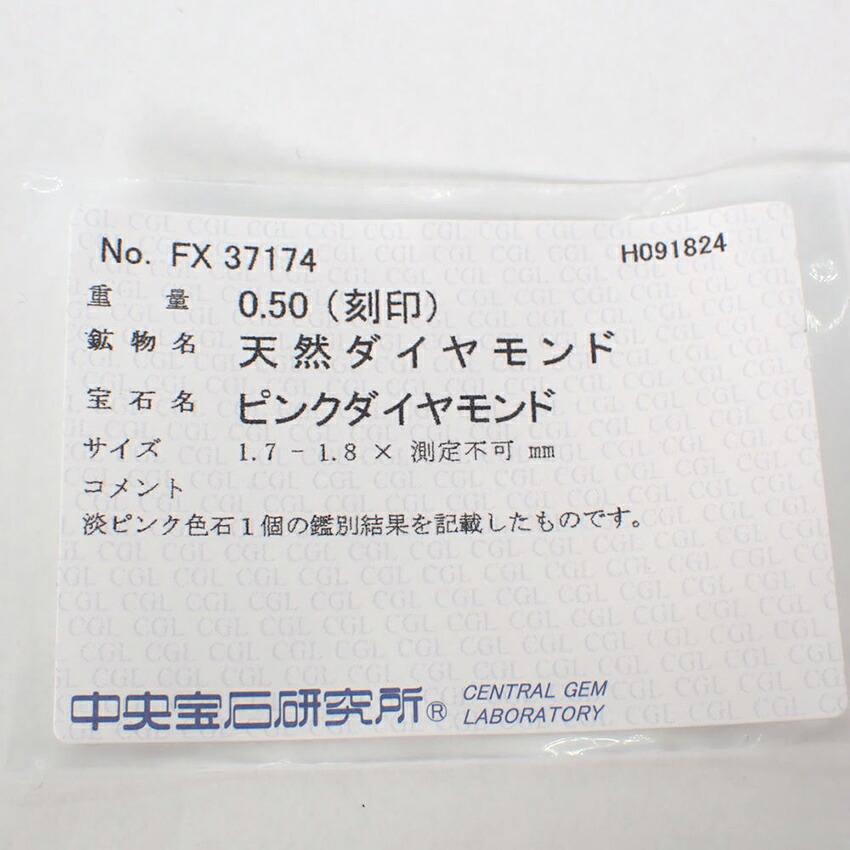 No. FX 37174 H091824
重量 0.50（刻印）
鉱物名 天然ダイヤモンド
宝石名 ピンクダイヤモンド
サイズ 1.7 - 1.8 × 測定不可 mm
コメント
淡ピンク色石1個の鑑別結果を記載したものです。
中央宝石研究所® CENTRAL GEM
LABORATORY